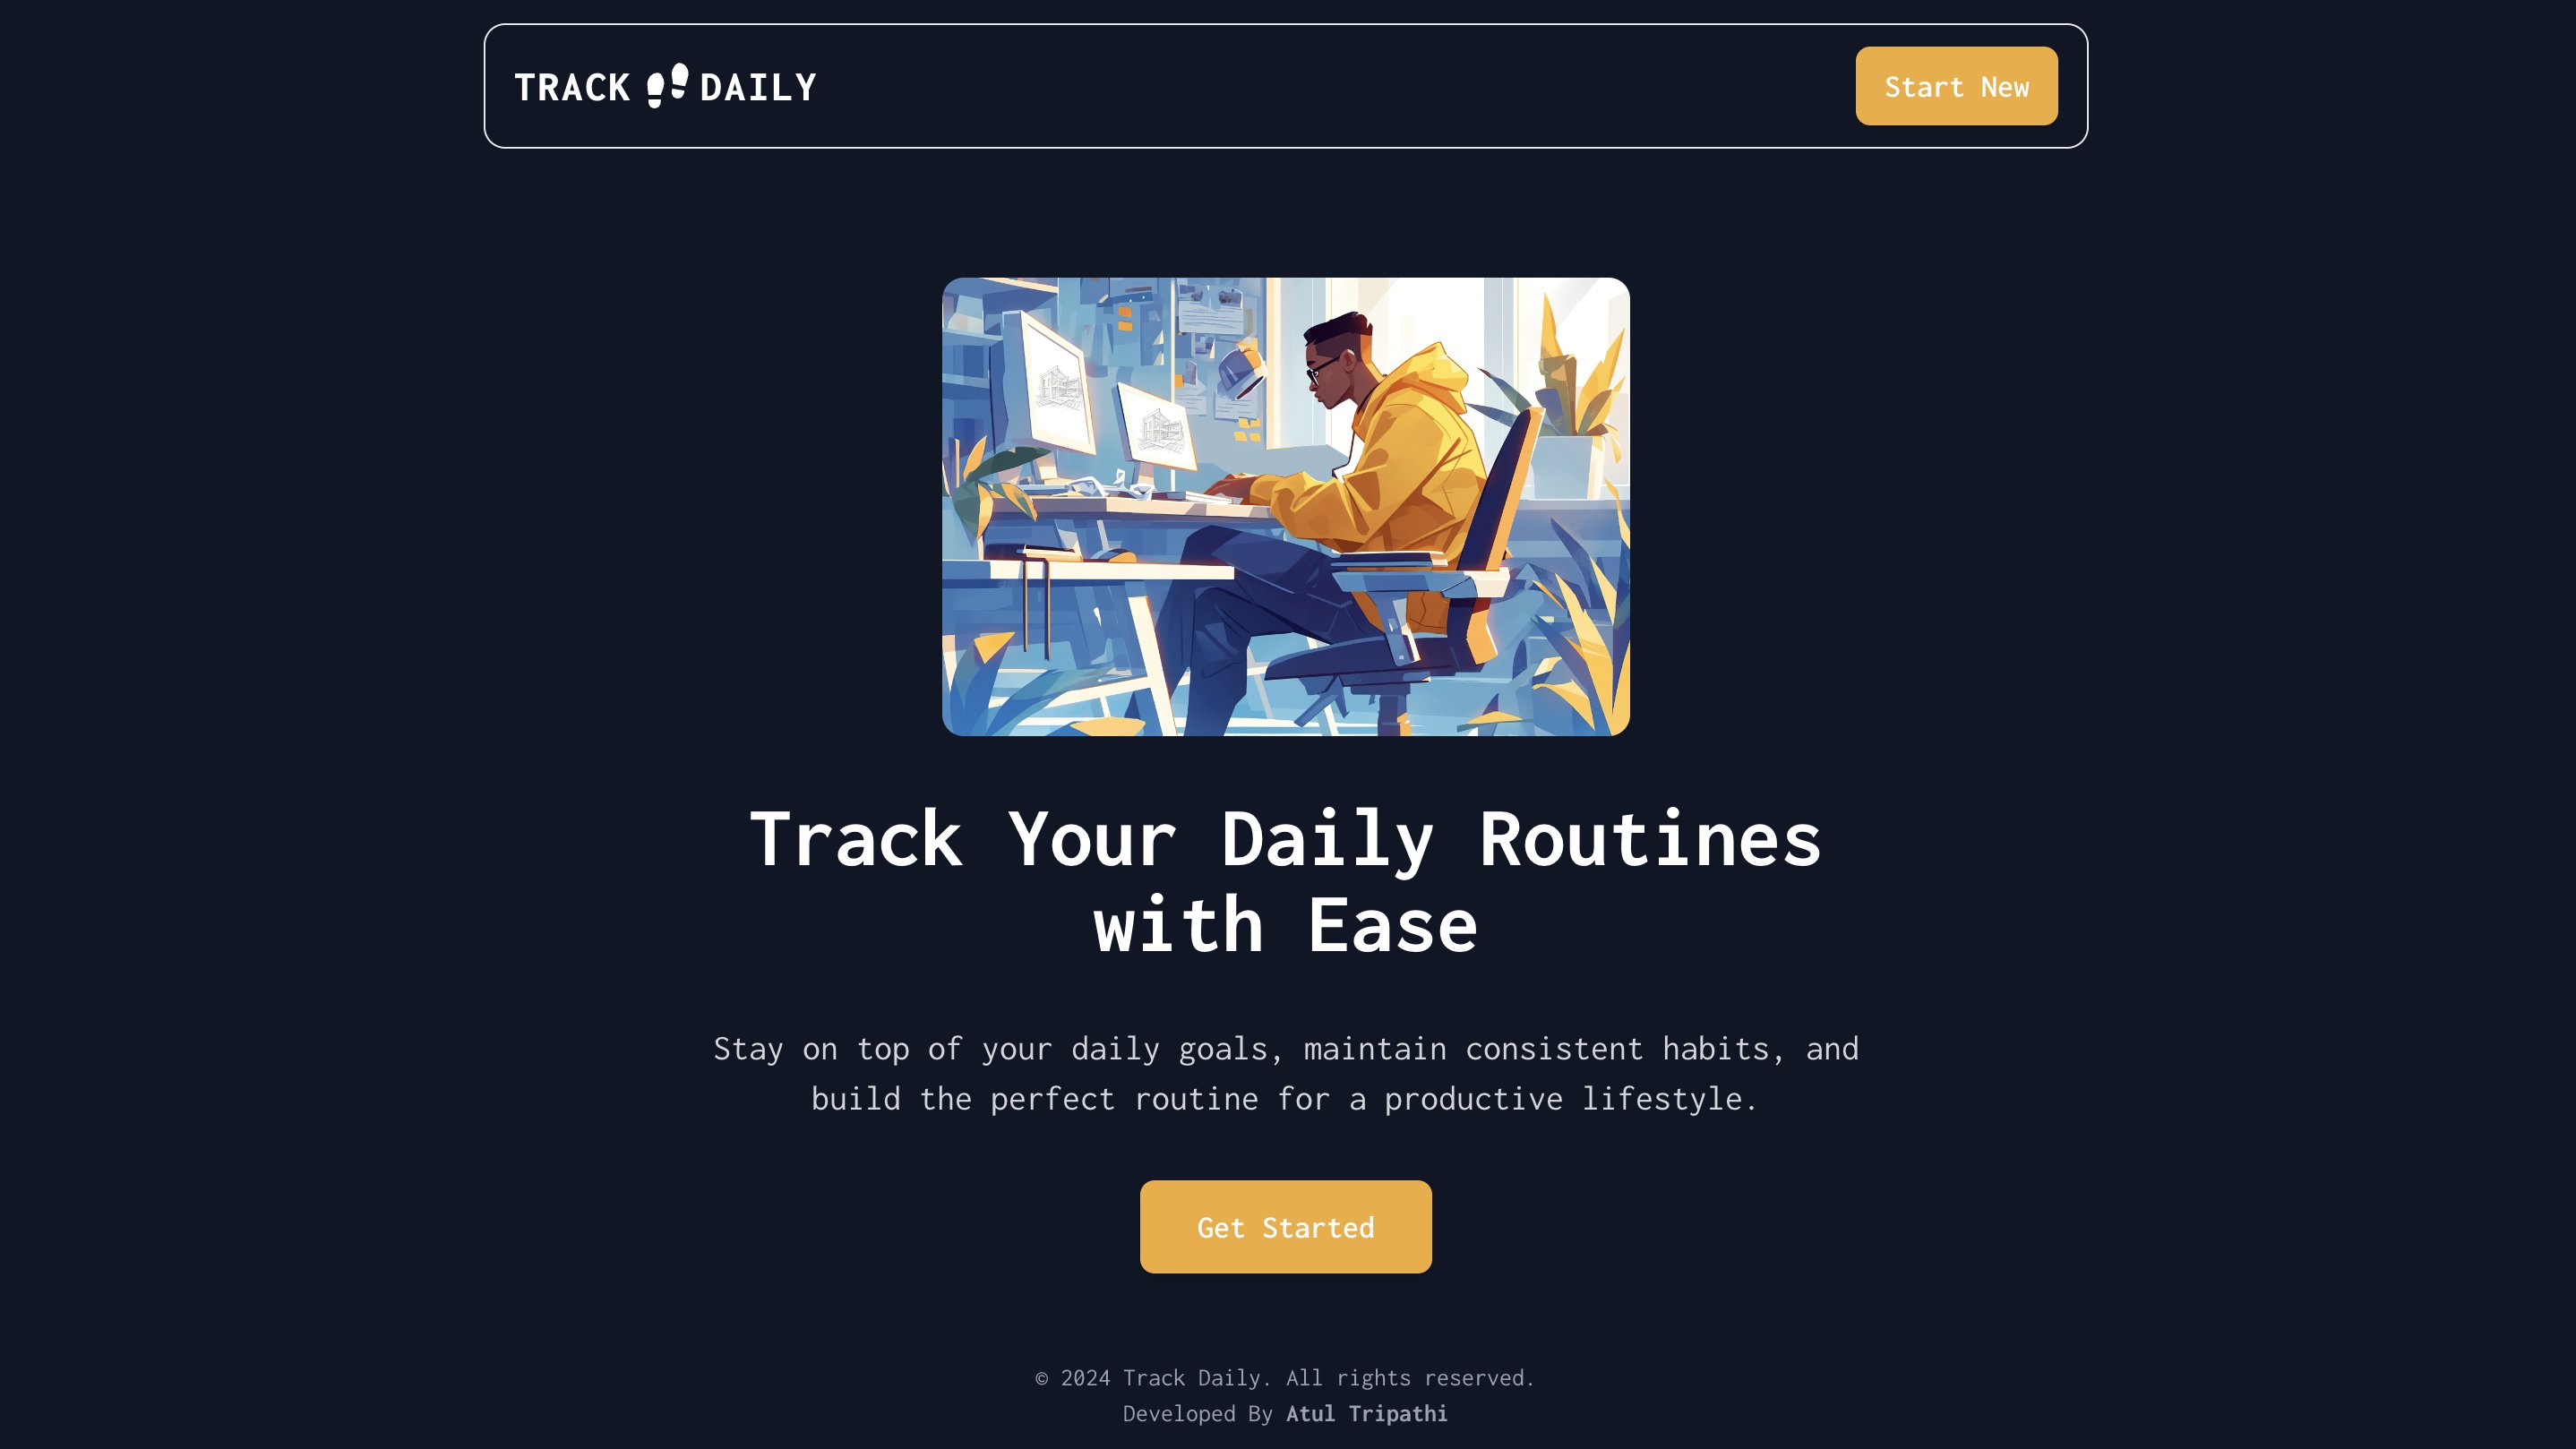 TRACK DAILY
Start New
Track Your Daily Routines
with Ease
Stay on top of your daily goals, maintain consistent habits, and
build the perfect routine for a productive lifestyle.
Get Started
© 2024 Track Daily. All rights reserved.
Developed By Atul Tripathi